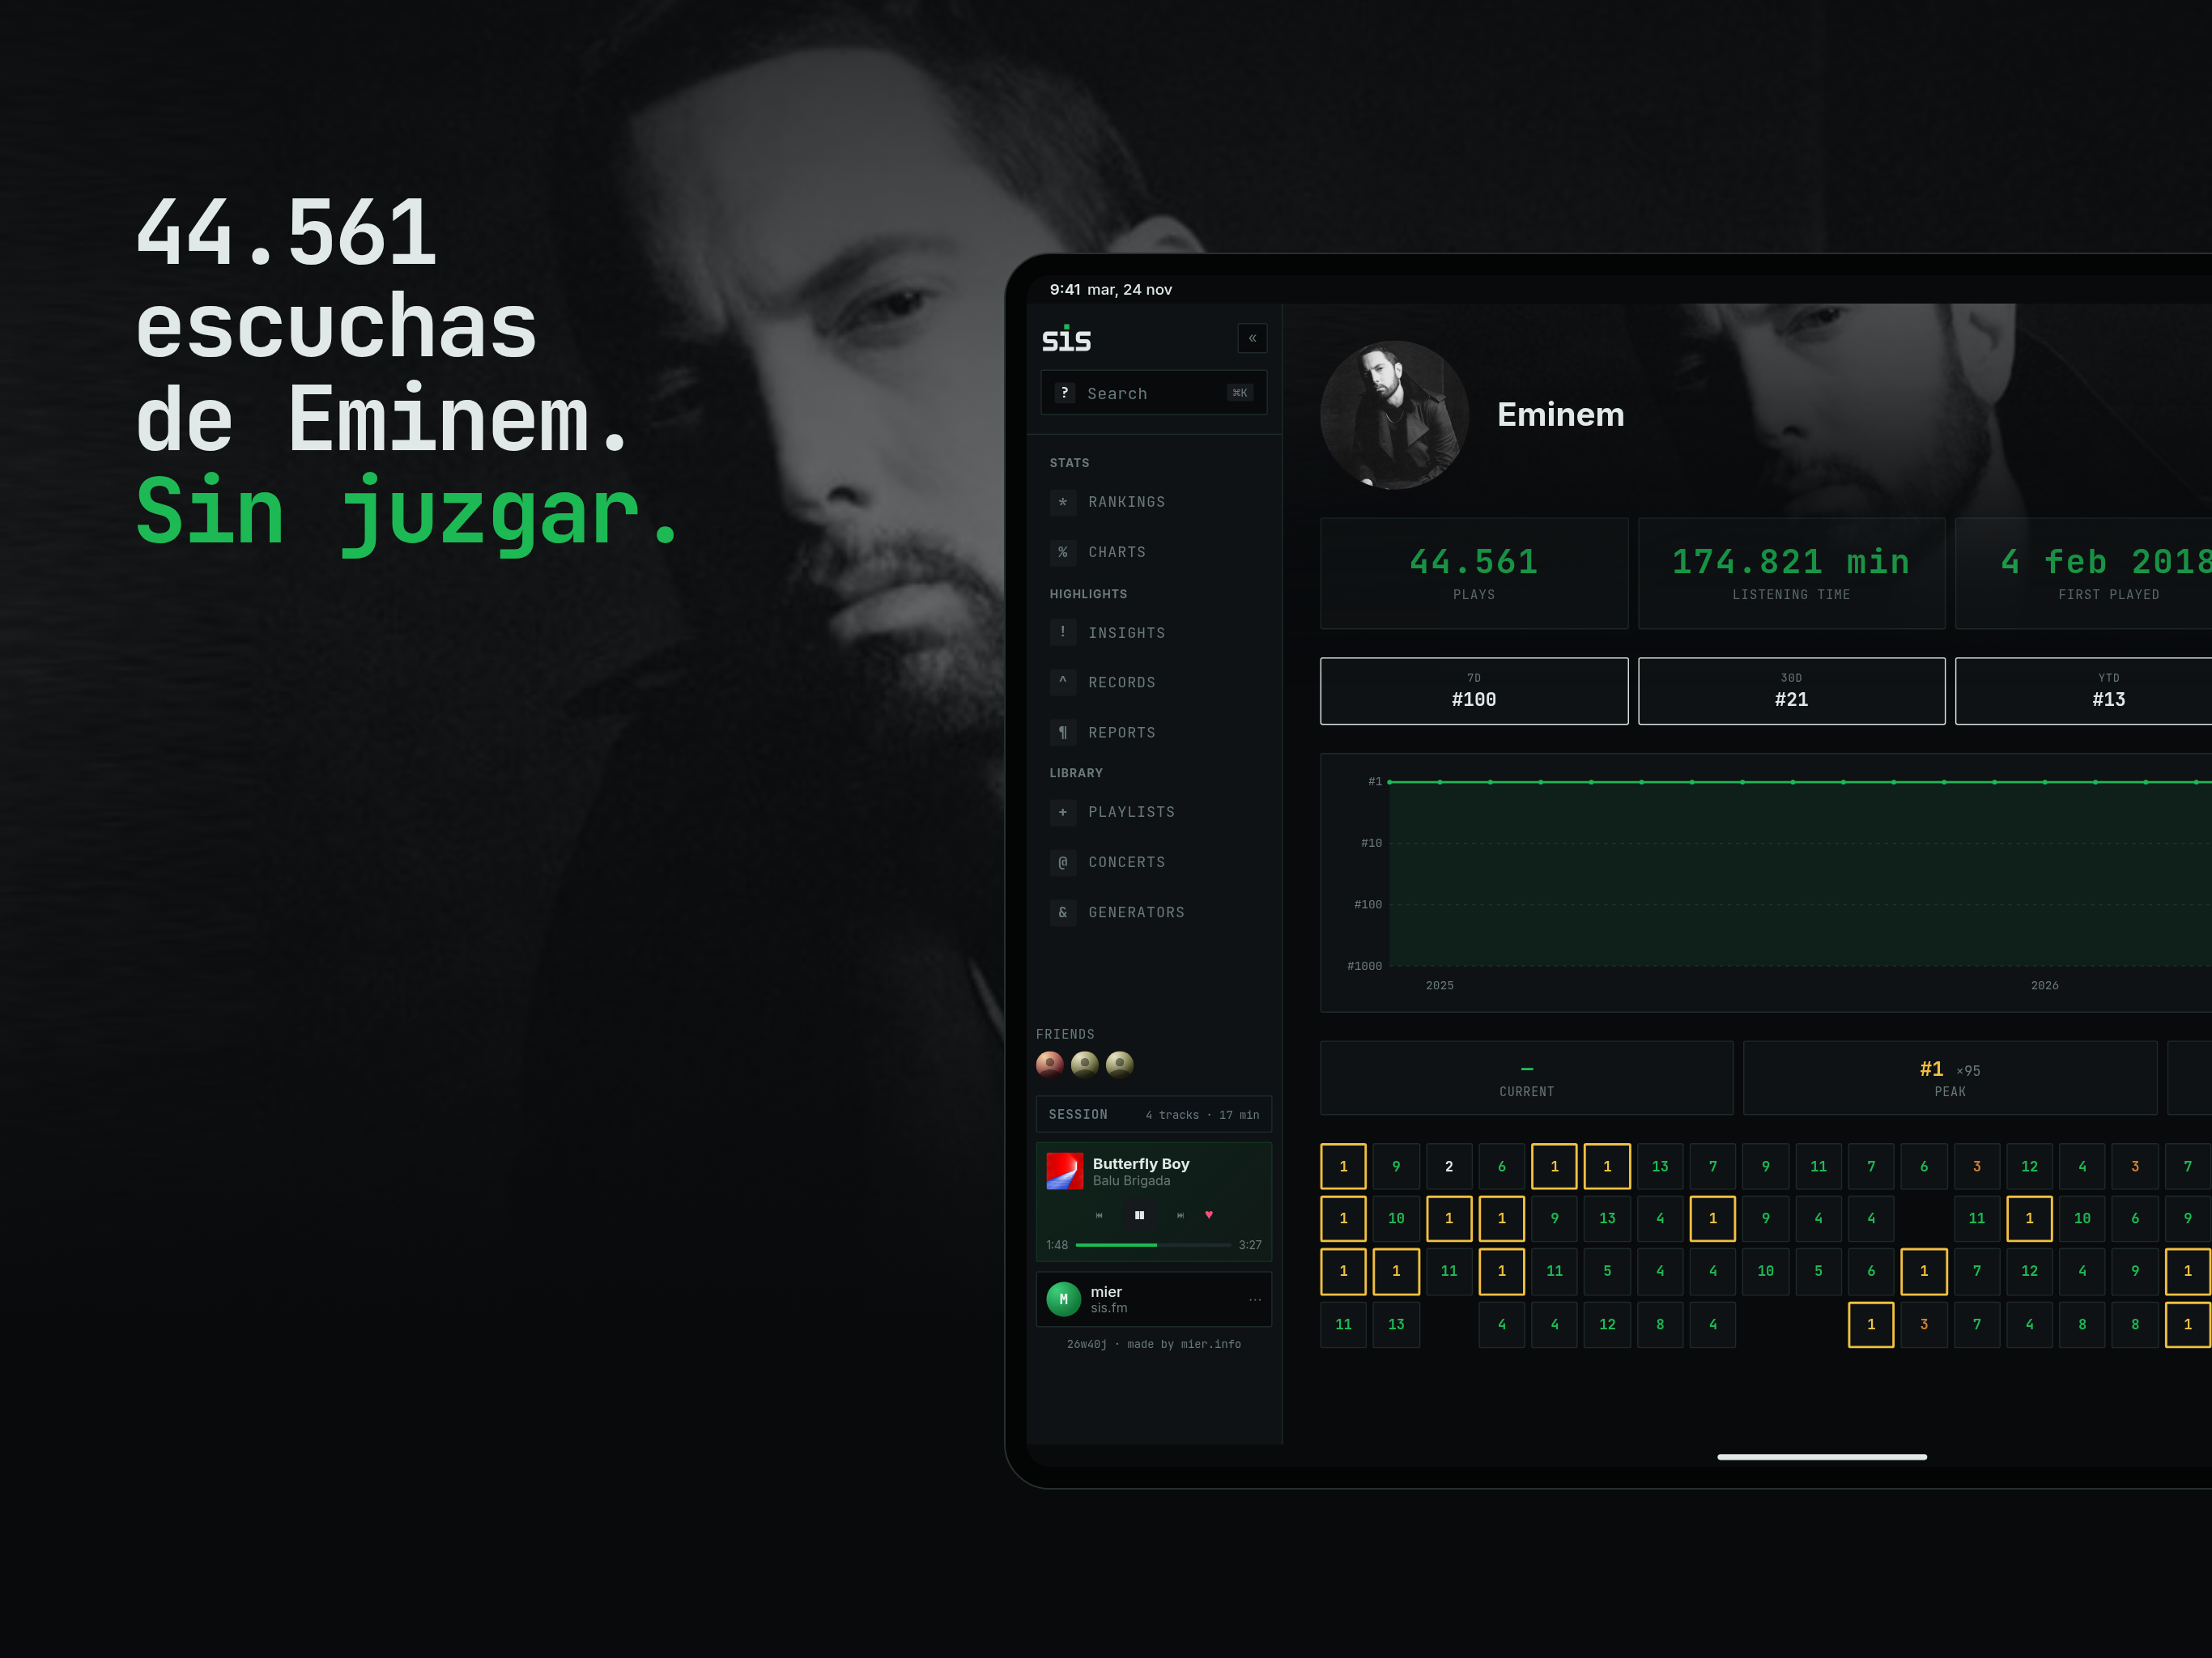 44.561
escuchas
de Eminem.
Sin juzgar.
9:41 mar, 24 nov
sis
«
? Search ⌘K
STATS
* RANKINGS
% CHARTS
HIGHLIGHTS
! INSIGHTS
^ RECORDS
¶ REPORTS
LIBRARY
+ PLAYLISTS
@ CONCERTS
& GENERATORS
FRIENDS
SESSION 4 tracks · 17 min
Butterfly Boy
Balu Brigada
1:48 3:27
M mier
sis.fm
...
26w40j · made by mier.info
Eminem
44.561 174.821 min 4 feb 2018
PLAYS LISTENING TIME FIRST PLAYED
7D 30D YTD
#100 #21 #13
#1
#10
#100
#1000
2025 2026
— #1 ×95
CURRENT PEAK
1 9 2 6 1 1 13 7 9 11 7 6 3 12 4 3 7
1 10 1 1 9 13 4 1 9 4 4 11 1 10 6 9
1 1 11 1 11 5 4 4 10 5 6 1 7 12 4 9 1
11 13 4 4 12 8 4 1 3 7 4 8 8 1